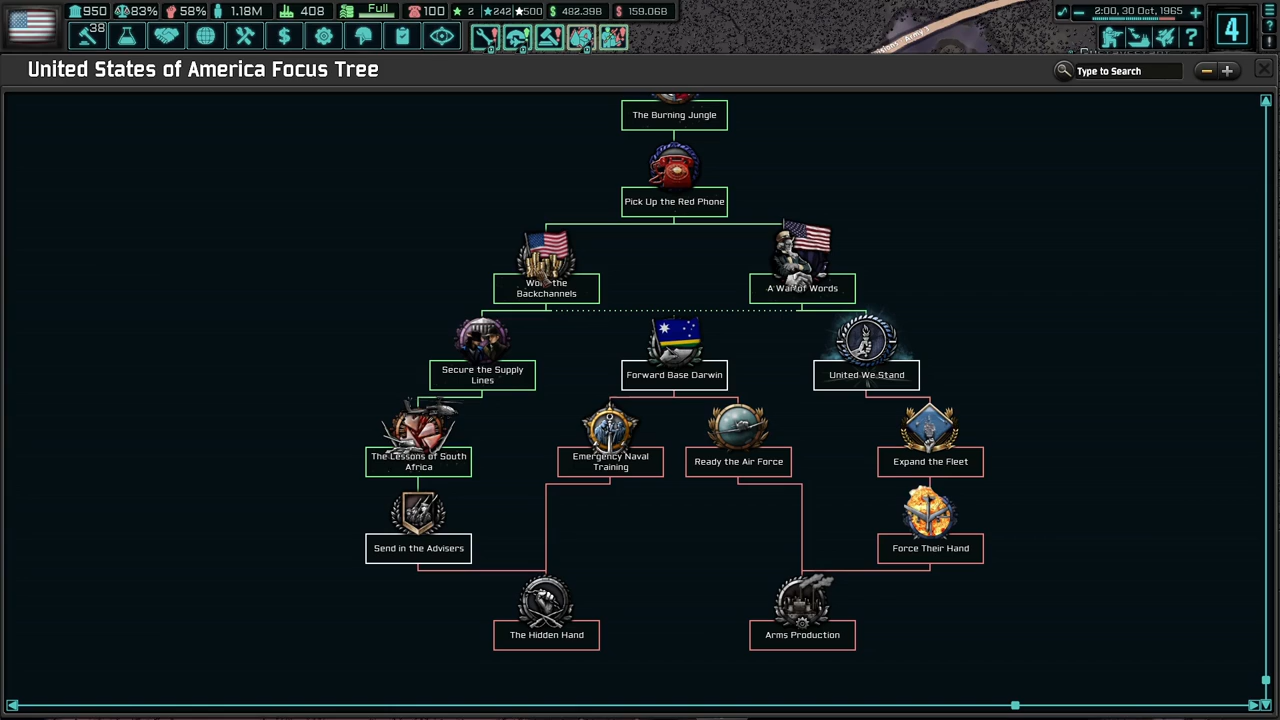 950 83% 58% 1.18M 408 Full 100 2 242 500 $ 482.39B $ 159.06B
2:00, 30 Oct, 1965
38
4
United States of America Focus Tree
Type to Search
The Burning Jungle
Pick Up the Red Phone
the
Backchannels
A War of Words
Secure the Supply
Lines
Forward Base Darwin
United We Stand
The Lessons of South
Africa
Emergency Naval
Training
Ready the Air Force
Expand the Fleet
Send in the Advisers
Force Their Hand
The Hidden Hand
Arms Production